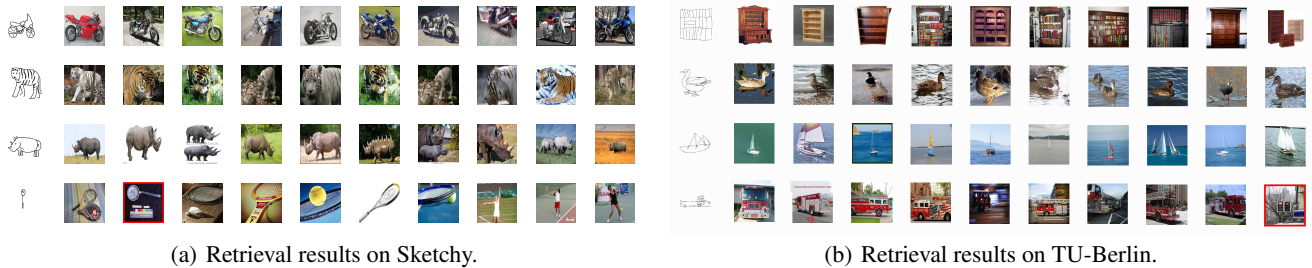 (a) Retrieval results on Sketchy.
(b) Retrieval results on TU-Berlin.